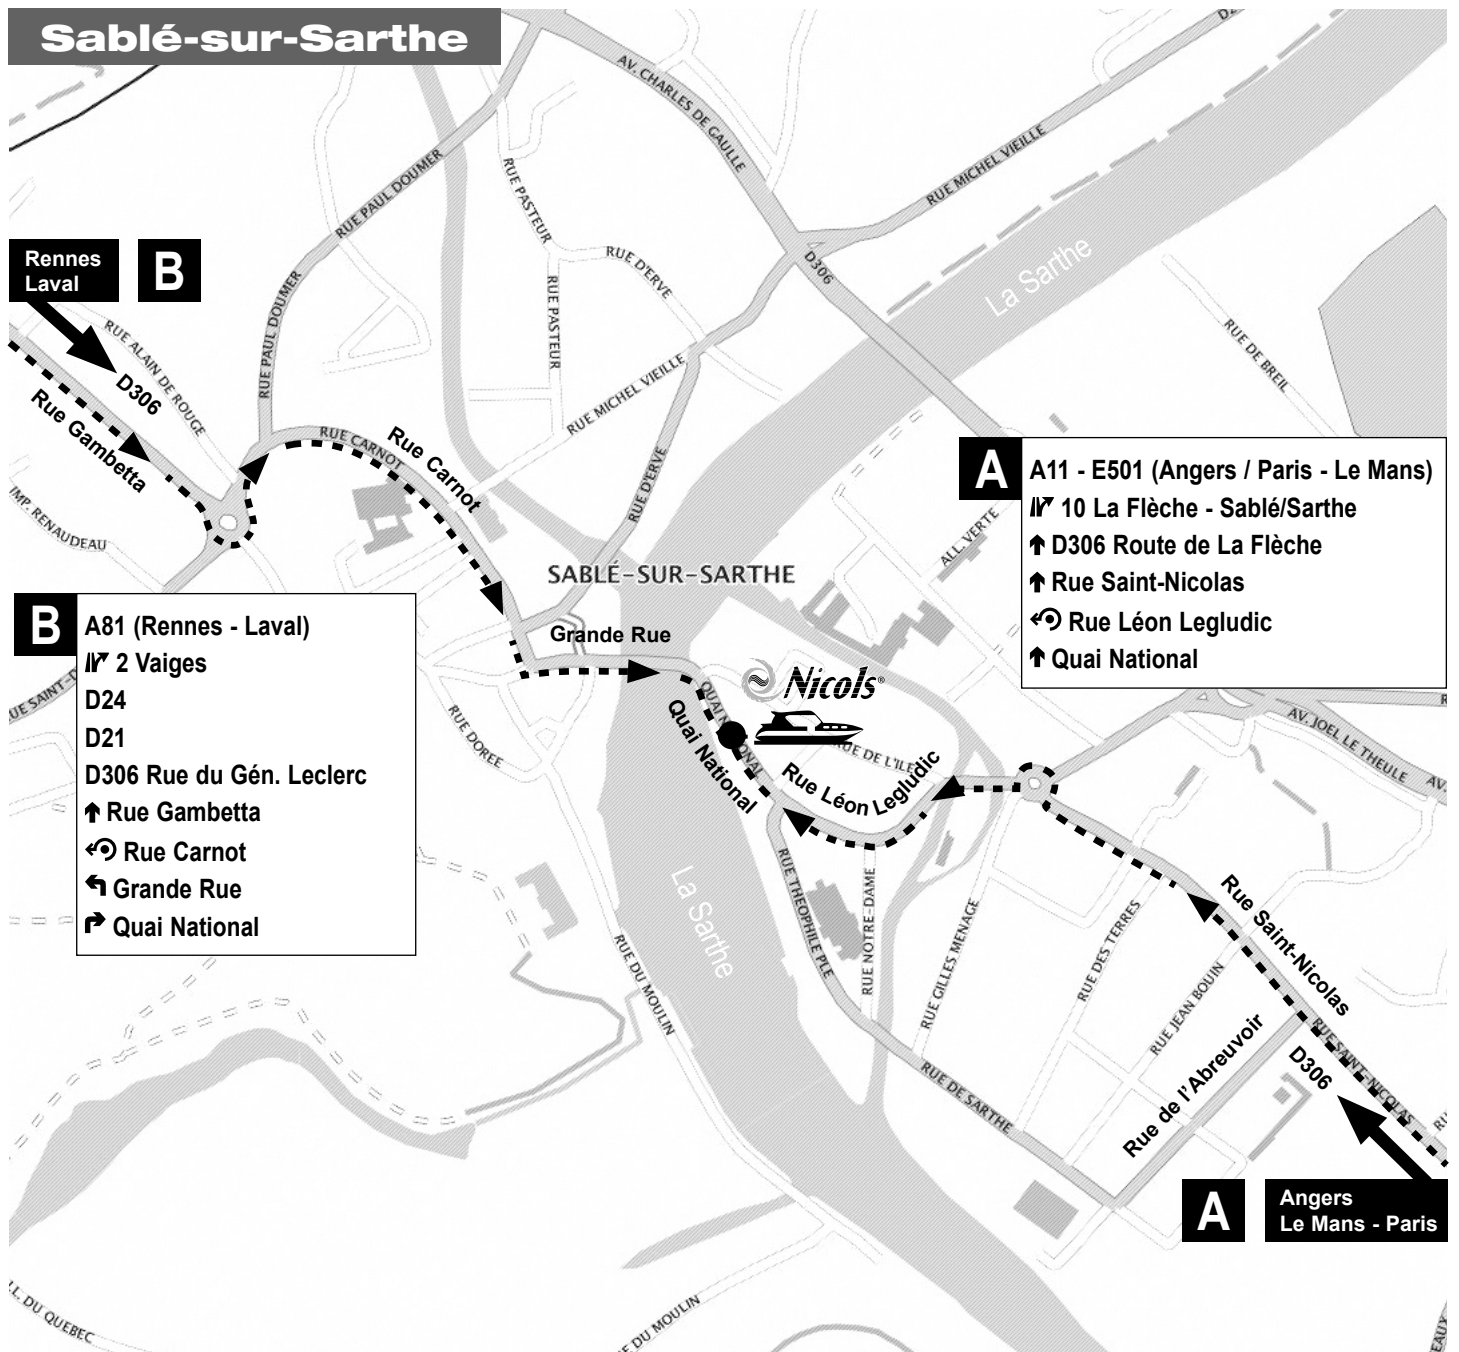 Sablé-sur-Sarthe
AV. CHARLES DE GAULLE
RUE MICHEL VIEILLE
RUE PAUL DOUMER
RUE PASTEUR
RUE D'ERVE
D306
La Sarthe
Rennes
Laval
B
RUE PAUL DOUMER
RUE PASTEUR
RUE ALAIN DE ROUGE
D306
RUE DE BREIL
RUE MICHEL VIEILLE
Rue Gambetta
RUE CARNOT
Rue Carnot
RUE D'ERVE
IMP. RENAUDEAU
ALL. VERTE
A
A11 - E501 (Angers / Paris - Le Mans)
10 La Flèche - Sablé/Sarthe
D306 Route de La Flèche
Rue Saint-Nicolas
Rue Léon Legludic
Quai National
SABLÉ-SUR-SARTHE
B
A81 (Rennes - Laval)
2 Vaiges
D24
D21
D306 Rue du Gén. Leclerc
Rue Gambetta
Rue Carnot
Grande Rue
Quai National
Grande Rue
Nicols®
QUAI NATIONAL
Quai National
RUE DOREE
RUE DE L'ILE
Rue Léon Legludic
AV. JOEL LE THEULE
AV.
RUE THEOPHILE PLE
RUE NOTRE-DAME
RUE GILLES MENAGE
RUE DES TERRES
RUE JEAN BOUIN
Rue Saint-Nicolas
La Sarthe
RUE DU MOULIN
RUE DE SARTHE
Rue de l'Abreuvoir
RUE SAINT-NICOLAS
D306
A
Angers
Le Mans - Paris
L. DU QUEBEC
E DU MOULIN
EAUX